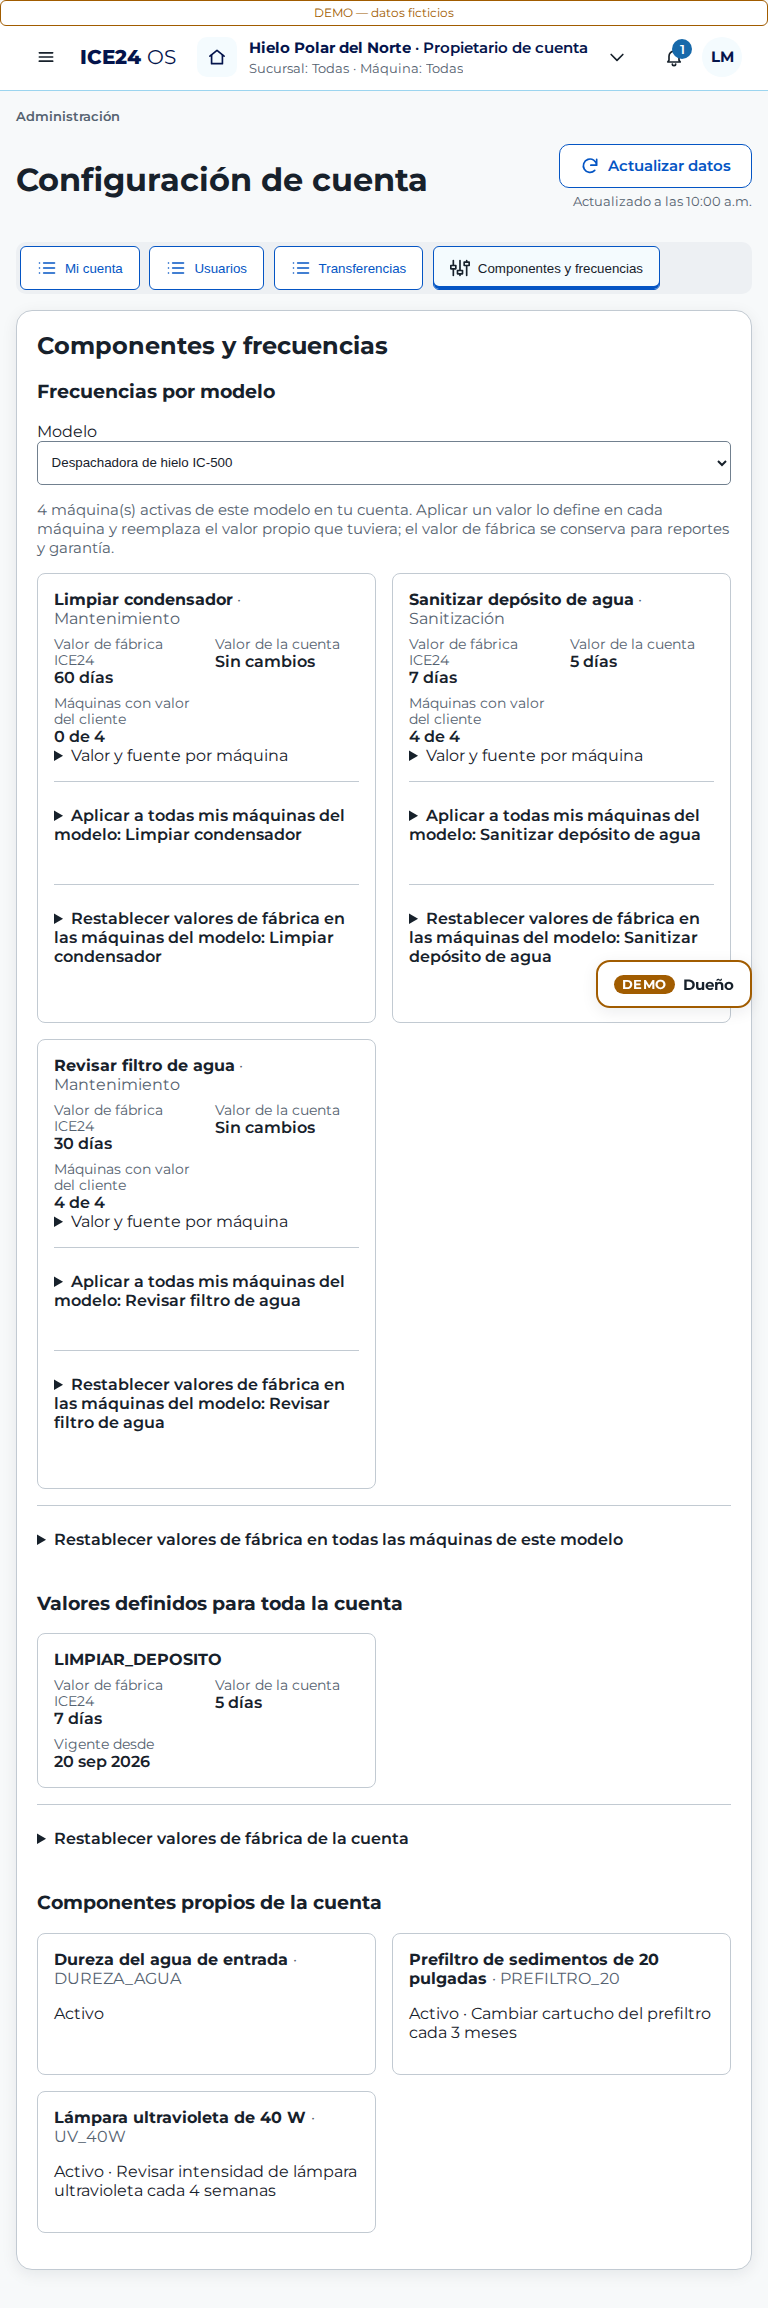 DEMO — datos ficticios
ICE24 OS
Hielo Polar del Norte · Propietario de cuenta
Sucursal: Todas · Máquina: Todas
1
LM
Administración
Configuración de cuenta
Actualizar datos
Actualizado a las 10:00 a.m.
Mi cuenta
Usuarios
Transferencias
Componentes y frecuencias
Componentes y frecuencias
Frecuencias por modelo
Modelo
Despachadora de hielo IC-500
4 máquina(s) activas de este modelo en tu cuenta. Aplicar un valor lo define en cada
máquina y reemplaza el valor propio que tuviera; el valor de fábrica se conserva para reportes
y garantía.
Limpiar condensador ·
Mantenimiento
Valor de fábrica
ICE24
60 días
Valor de la cuenta
Sin cambios
Máquinas con valor
del cliente
0 de 4
Valor y fuente por máquina
Aplicar a todas mis máquinas del
modelo: Limpiar condensador
Restablecer valores de fábrica en
las máquinas del modelo: Limpiar
condensador
Sanitizar depósito de agua ·
Sanitización
Valor de fábrica
ICE24
7 días
Valor de la cuenta
5 días
Máquinas con valor
del cliente
4 de 4
Valor y fuente por máquina
Aplicar a todas mis máquinas del
modelo: Sanitizar depósito de agua
Restablecer valores de fábrica en
las máquinas del modelo: Sanitizar
depósito de agua
DEMO Dueño
Revisar filtro de agua ·
Mantenimiento
Valor de fábrica
ICE24
30 días
Valor de la cuenta
Sin cambios
Máquinas con valor
del cliente
4 de 4
Valor y fuente por máquina
Aplicar a todas mis máquinas del
modelo: Revisar filtro de agua
Restablecer valores de fábrica en
las máquinas del modelo: Revisar
filtro de agua
Restablecer valores de fábrica en todas las máquinas de este modelo
Valores definidos para toda la cuenta
LIMPIAR_DEPOSITO
Valor de fábrica
ICE24
7 días
Valor de la cuenta
5 días
Vigente desde
20 sep 2026
Restablecer valores de fábrica de la cuenta
Componentes propios de la cuenta
Dureza del agua de entrada ·
DUREZA_AGUA
Activo
Prefiltro de sedimentos de 20
pulgadas · PREFILTRO_20
Activo · Cambiar cartucho del prefiltro
cada 3 meses
Lámpara ultravioleta de 40 W ·
UV_40W
Activo · Revisar intensidad de lámpara
ultravioleta cada 4 semanas